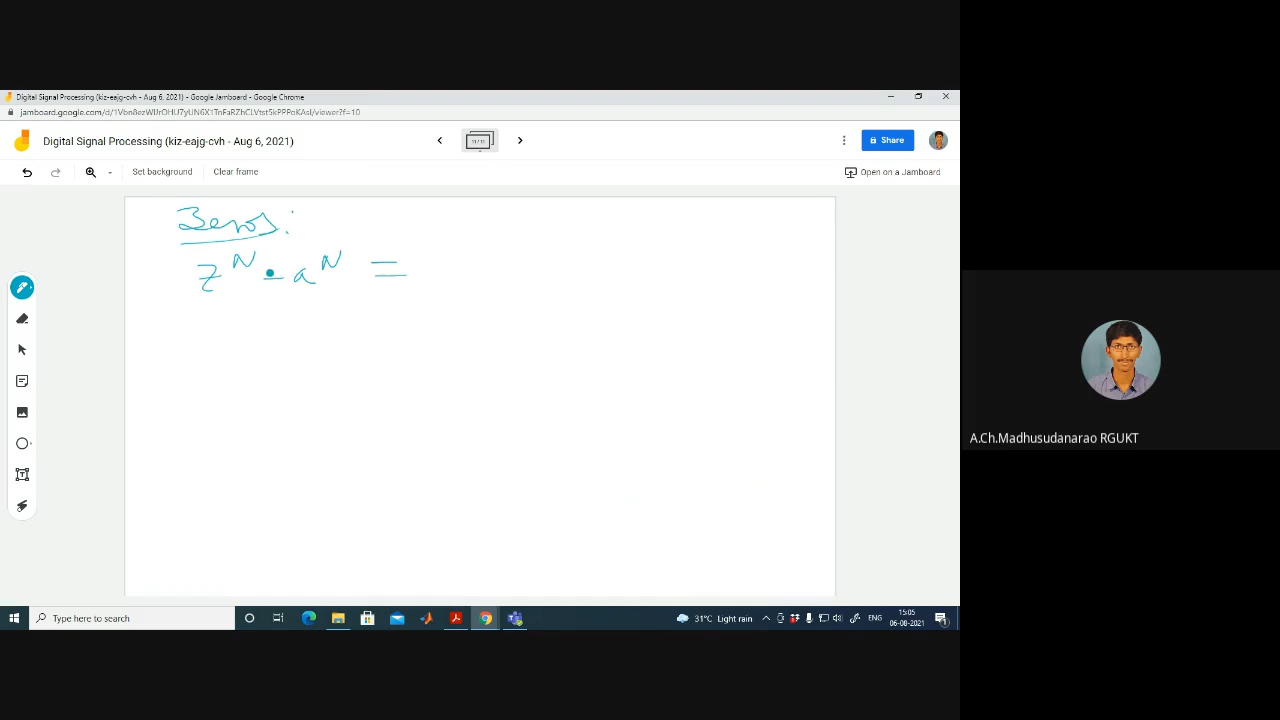 Digital Signal Processing (kiz-eajg-cvh - Aug 6, 2021) - Google Jamboard - Google Chrome
Digital Signal Processing (kiz-eajg-cvh - Aug 6, 2021)
11 / 11
Share
Set background
Clear frame
Open on a Jamboard
Zeros:
z^N - a^N =
A.Ch.Madhusudanarao RGUKT
Type here to search
31°C Light rain
ENG
15:05
06-08-2021